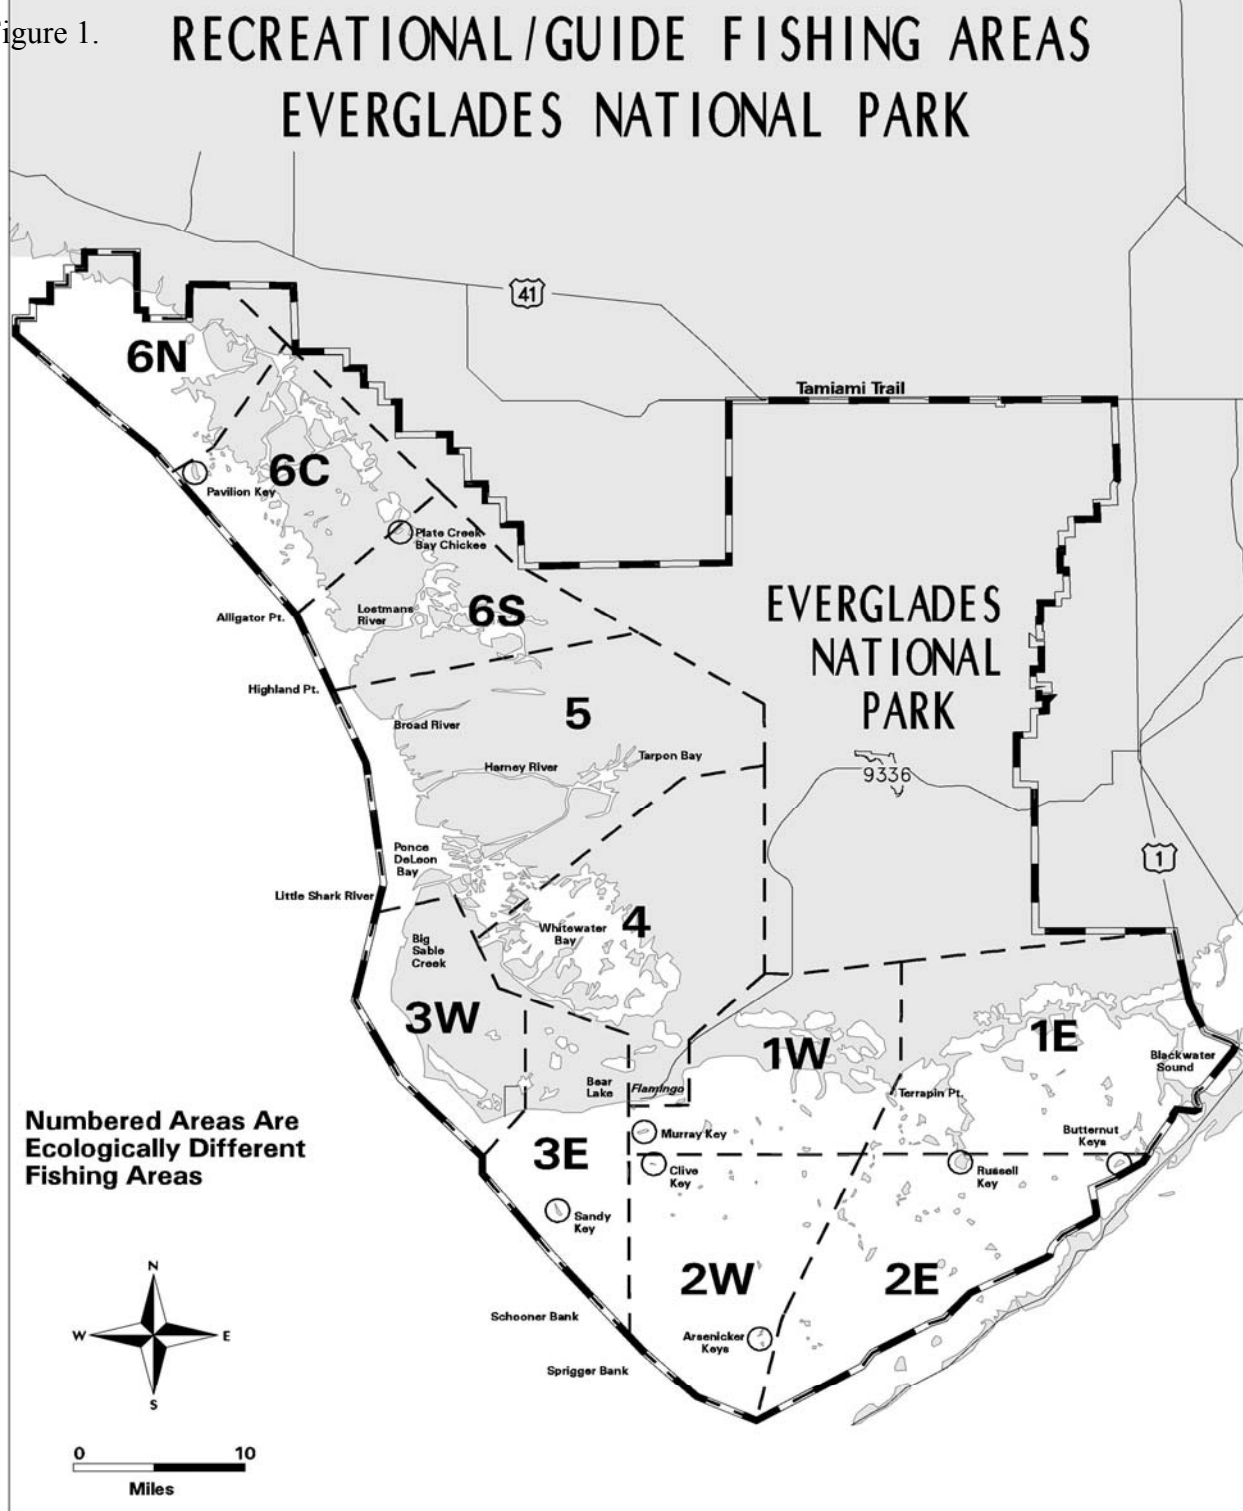 igure 1.
RECREATIONAL/GUIDE FISHING AREAS
EVERGLADES NATIONAL PARK
41
Tamiami Trail
6N
6C
Pavilion Key
Plate Creek
Bay Chickee
Alligator Pt.
Lostmans
River
6S
EVERGLADES
NATIONAL
PARK
Highland Pt.
5
Broad River
Harney River
Tarpon Bay
9336
Ponce
DeLeon
Bay
1
Little Shark River
Big
Sable
Creek
Whitewater
Bay
4
3W
1W
1E
Blackwater
Sound
Bear
Lake
Flamingo
Terrapin Pt.
Numbered Areas Are
Ecologically Different
Fishing Areas
3E
Murray Key
Clive
Key
Russell
Key
Butternut
Keys
Sandy
Key
2W
2E
Schooner Bank
Arsenicker
Keys
Sprigger Bank
N
W
E
S
0 10
Miles